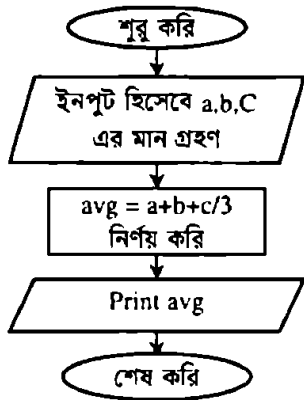 শুরু করি
ইনপুট হিসেবে a,b,C
এর মান গ্রহণ
avg = a+b+c/3
নির্ণয় করি
Print avg
শেষ করি